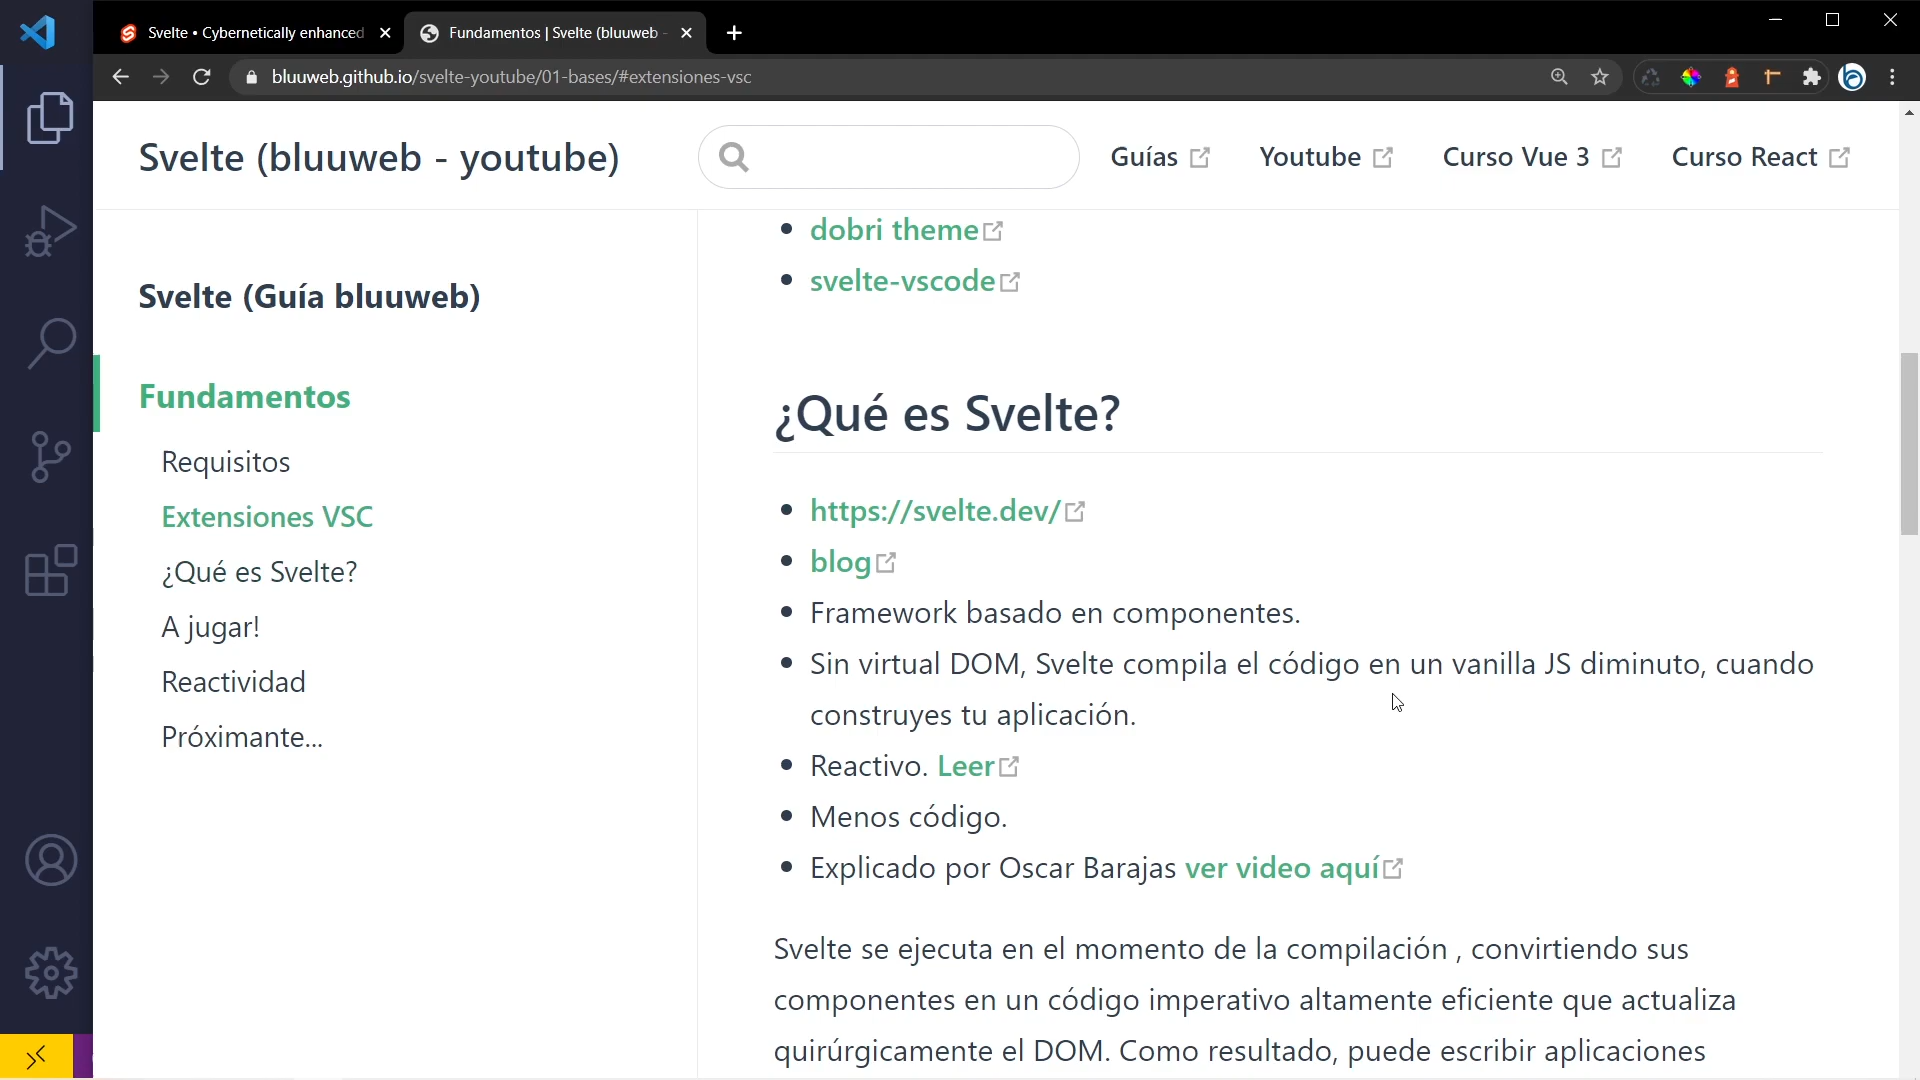 Svelte • Cybernetically enhanced
Fundamentos | Svelte (bluuweb -
bluuweb.github.io/svelte-youtube/01-bases/#extensiones-vsc
Svelte (bluuweb - youtube)
Guías
Youtube
Curso Vue 3
Curso React
Svelte (Guía bluuweb)
Fundamentos
Requisitos
Extensiones VSC
¿Qué es Svelte?
A jugar!
Reactividad
Próximante...
dobri theme
svelte-vscode
¿Qué es Svelte?
https://svelte.dev/
blog
Framework basado en componentes.
Sin virtual DOM, Svelte compila el código en un vanilla JS diminuto, cuando
construyes tu aplicación.
Reactivo. Leer
Menos código.
Explicado por Oscar Barajas ver video aquí
Svelte se ejecuta en el momento de la compilación , convirtiendo sus
componentes en un código imperativo altamente eficiente que actualiza
quirúrgicamente el DOM. Como resultado, puede escribir aplicaciones